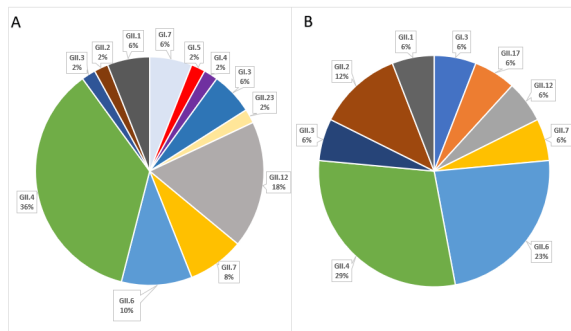 A
GII.3
2%
GII.2
2%
GII.1
6%
GI.7
6%
GI.5
2%
GI.4
2%
GI.3
6%
GII.23
2%
GII.12
18%
GII.7
8%
GII.6
10%
GII.4
36%
B
GII.1
6%
GI.3
6%
GII.17
6%
GII.12
6%
GII.7
6%
GII.6
23%
GII.4
29%
GII.3
6%
GII.2
12%